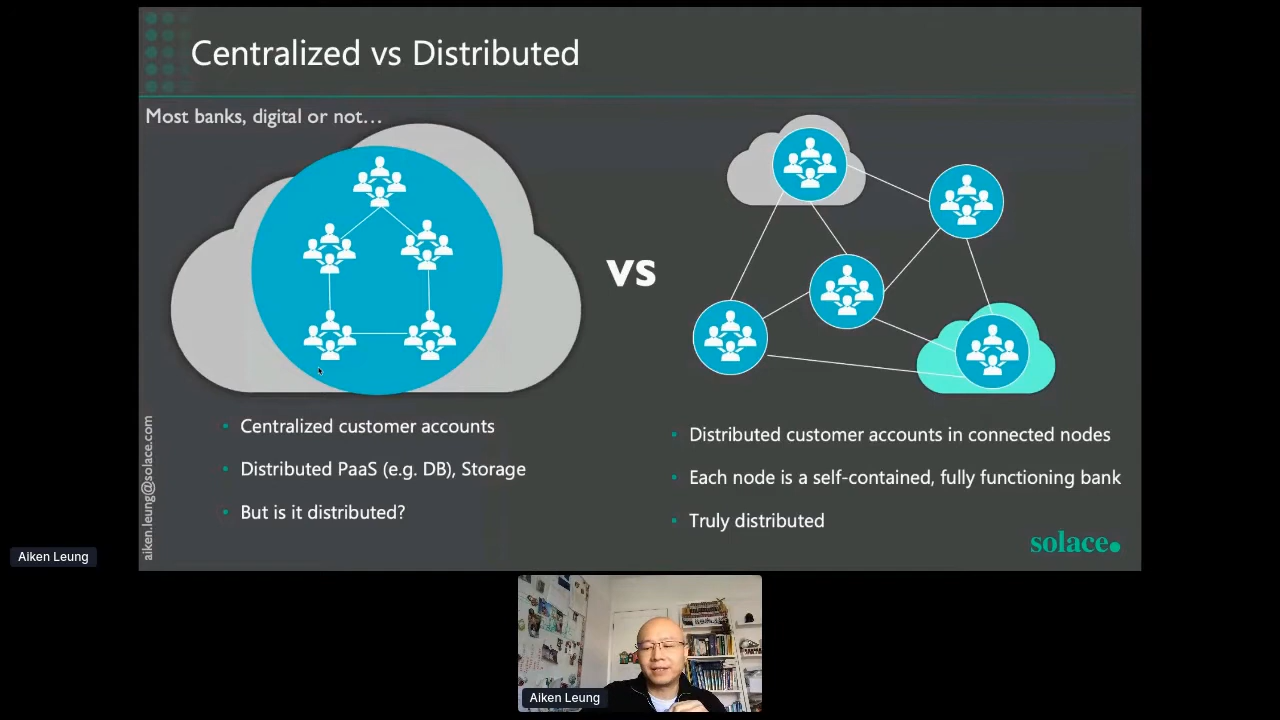 Centralized vs Distributed
Most banks, digital or not...
vs
• Centralized customer accounts
• Distributed PaaS (e.g. DB), Storage
• But is it distributed?
• Distributed customer accounts in connected nodes
• Each node is a self-contained, fully functioning bank
• Truly distributed
aiken.leung@solace.com
solace.
Aiken Leung
Aiken Leung